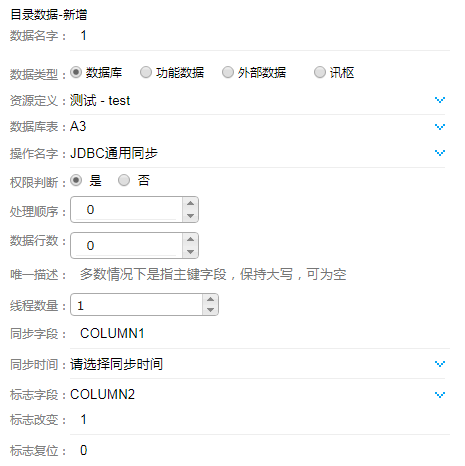 目录数据-新增
数据名字： 1
数据类型： 数据库 功能数据 外部数据 讯枢
资源定义： 测试 - test
数据库表： A3
操作名字： JDBC通用同步
权限判断： 是 否
处理顺序： 0
数据行数： 0
唯一描述： 多数情况下是指主键字段，保持大写，可为空
线程数量： 1
同步字段： COLUMN1
同步时间： 请选择同步时间
标志字段： COLUMN2
标志改变： 1
标志复位： 0